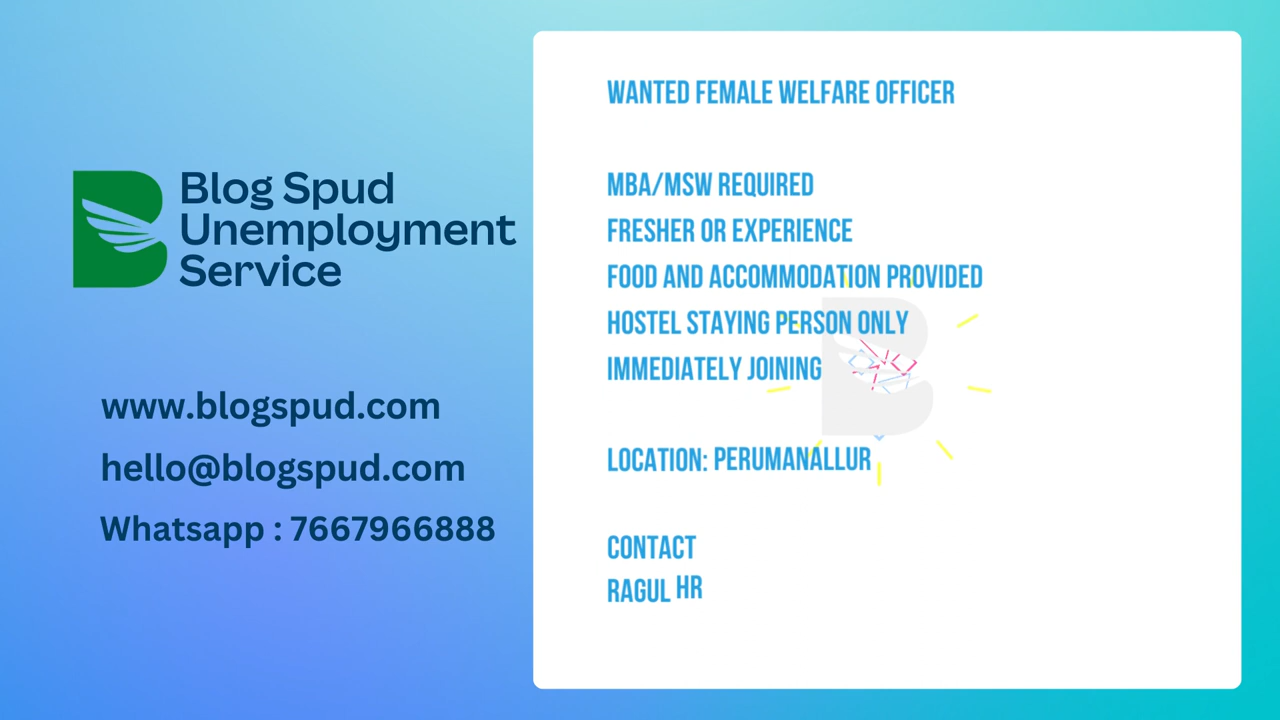 Blog Spud
Unemployment
Service
www.blogspud.com
hello@blogspud.com
Whatsapp : 7667966888
WANTED FEMALE WELFARE OFFICER
MBA/MSW REQUIRED
FRESHER OR EXPERIENCE
FOOD AND ACCOMMODATION PROVIDED
HOSTEL STAYING PERSON ONLY
IMMEDIATELY JOINING
LOCATION: PERUMANALLUR
CONTACT
RAGUL HR